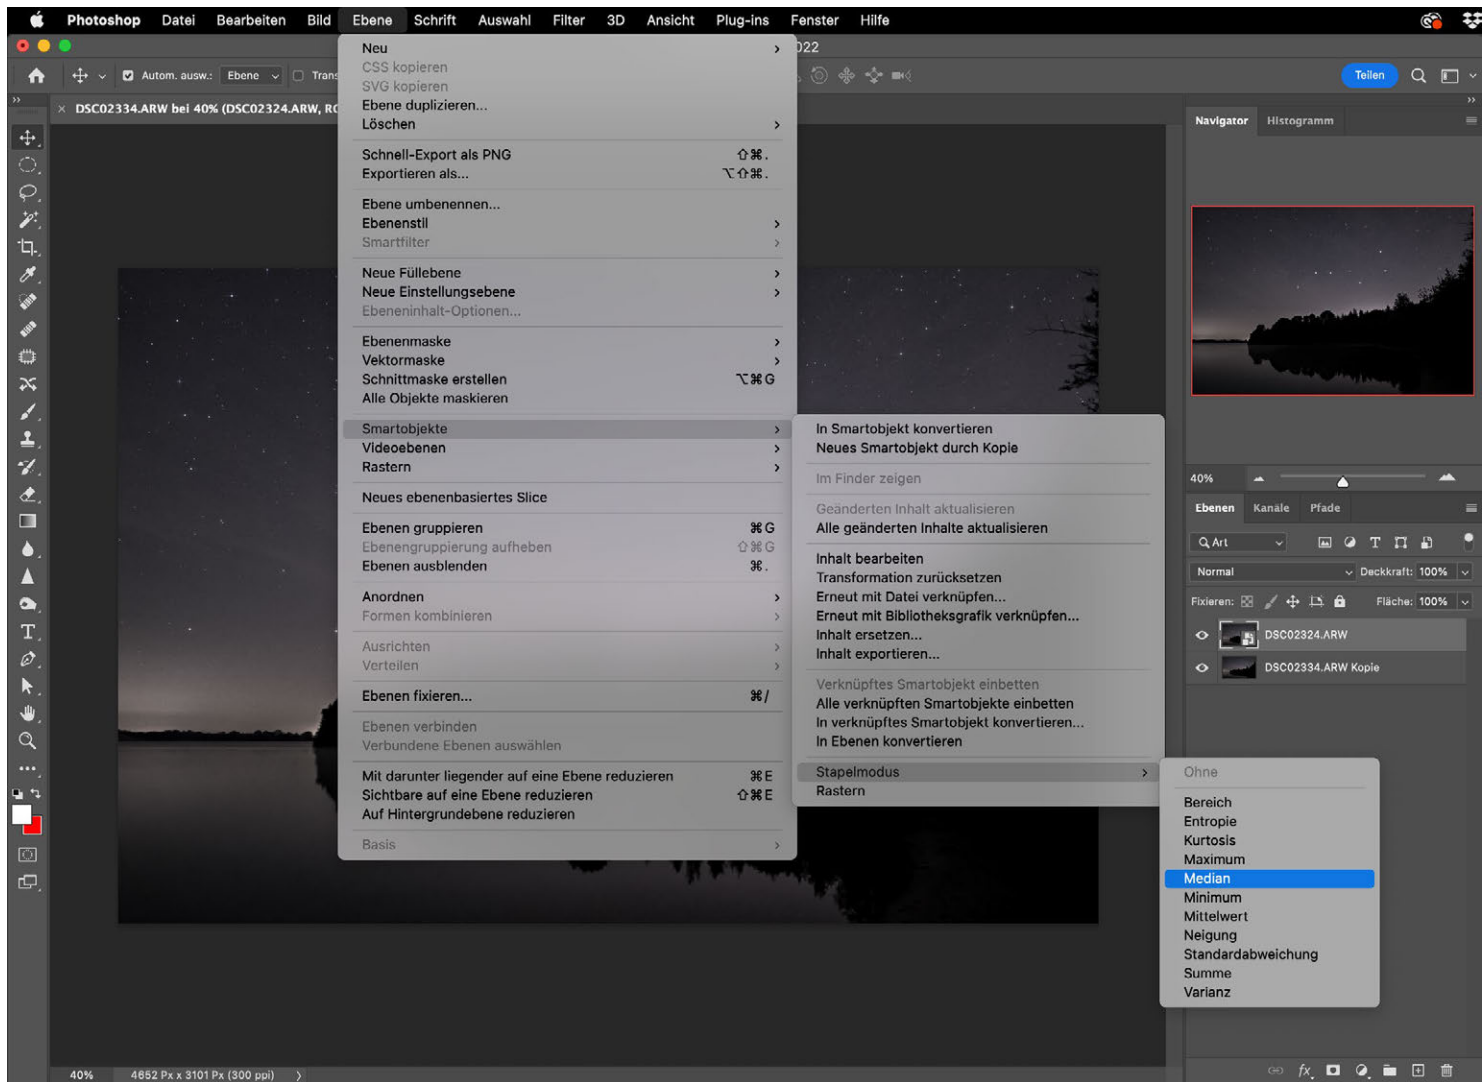 Photoshop Datei Bearbeiten Bild Ebene Schrift Auswahl Filter 3D Ansicht Plug-ins Fenster Hilfe
022
Autom. ausw.: Ebene Trans
Teilen
× DSC02334.ARW bei 40% (DSC02324.ARW, RG
Neu
CSS kopieren
SVG kopieren
Ebene duplizieren...
Löschen
Schnell-Export als PNG ⇧⌘.
Exportieren als... ⌥⇧⌘.
Ebene umbenennen...
Ebenenstil
Smartfilter
Neue Füllebene
Neue Einstellungsebene
Ebeneninhalt-Optionen...
Ebenenmaske
Vektormaske
Schnittmaske erstellen ⌥⌘G
Alle Objekte maskieren
Smartobjekte
Videoebenen
Rastern
Neues ebenenbasiertes Slice
Ebenen gruppieren ⌘G
Ebenengruppierung aufheben ⇧⌘G
Ebenen ausblenden ⌘.
Anordnen
Formen kombinieren
Ausrichten
Verteilen
Ebenen fixieren... ⌘/
Ebenen verbinden
Verbundene Ebenen auswählen
Mit darunter liegender auf eine Ebene reduzieren ⌘E
Sichtbare auf eine Ebene reduzieren ⇧⌘E
Auf Hintergrundebene reduzieren
Basis
In Smartobjekt konvertieren
Neues Smartobjekt durch Kopie
Im Finder zeigen
Geänderten Inhalt aktualisieren
Alle geänderten Inhalte aktualisieren
Inhalt bearbeiten
Transformation zurücksetzen
Erneut mit Datei verknüpfen...
Erneut mit Bibliotheksgrafik verknüpfen...
Inhalt ersetzen...
Inhalt exportieren...
Verknüpftes Smartobjekt einbetten
Alle verknüpften Smartobjekte einbetten
In verknüpftes Smartobjekt konvertieren...
In Ebenen konvertieren
Stapelmodus
Rastern
Ohne
Bereich
Entropie
Kurtosis
Maximum
Median
Minimum
Mittelwert
Neigung
Standardabweichung
Summe
Varianz
Navigator Histogramm
40%
Ebenen Kanäle Pfade
Art
Normal Deckkraft: 100%
Fixieren: Fläche: 100%
DSC02324.ARW
DSC02334.ARW Kopie
40% 4652 Px x 3101 Px (300 ppi)